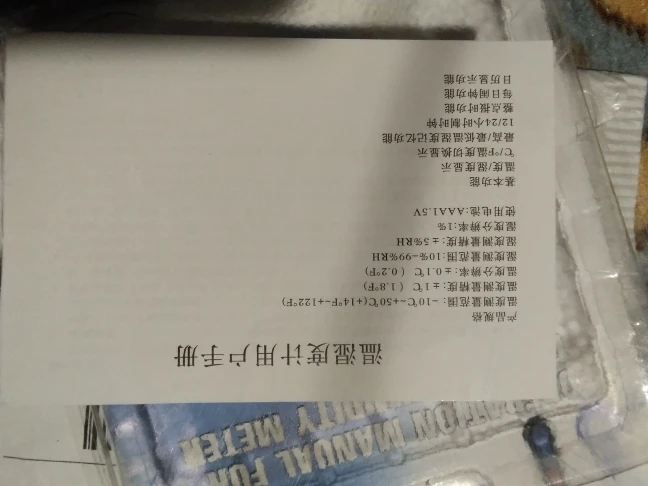 温湿度计用户手册
产品规格
温度测量范围: -10℃~+50℃(+14°F~+122°F)
温度测量精度: ±1℃ (1.8°F)
温度分辨率: ±0.1℃ (0.2°F)
湿度测量范围:10%~99%RH
湿度测量精度: ±5%RH
湿度分辨率:1%
使用电池:AAA1.5V
基本功能
温度/湿度显示
℃/°F温度切换显示
最高/最低温湿度记忆功能
12/24小时制时钟
整点报时功能
每日闹钟功能
日历显示功能
OPERATION MANUAL FOR
HUMIDITY METER